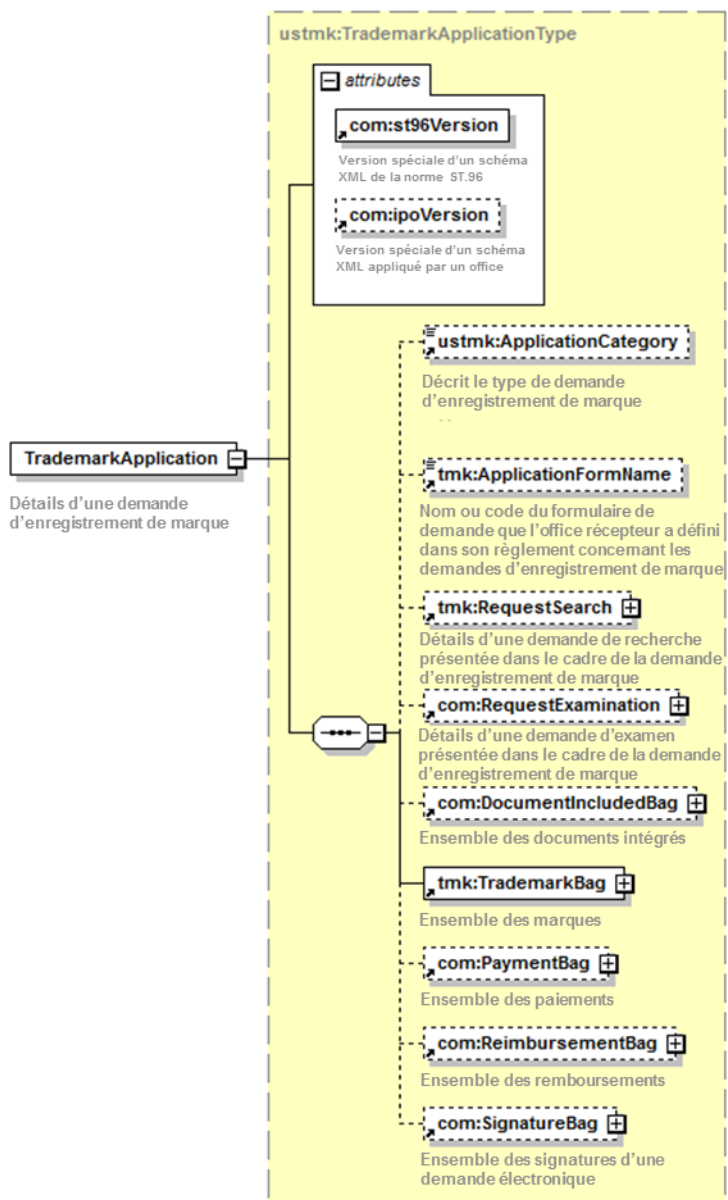 ustmk:TrademarkApplicationType
attributes
com:st96Version
Version spéciale d'un schéma
XML de la norme ST.96
com:ipoVersion
Version spéciale d'un schéma
XML appliqué par un office
ustmk:ApplicationCategory
Décrit le type de demande
d'enregistrement de marque
TrademarkApplication
Détails d'une demande
d'enregistrement de marque
tmk:ApplicationFormName
Nom ou code du formulaire de
demande que l'office récepteur a défini
dans son règlement concernant les
demandes d'enregistrement de marque
tmk:RequestSearch
Détails d'une demande de recherche
présentée dans le cadre de la demande
d'enregistrement de marque
com:RequestExamination
Détails d'une demande d'examen
présentée dans le cadre de la demande
d'enregistrement de marque
com:DocumentIncludedBag
Ensemble des documents intégrés
tmk:TrademarkBag
Ensemble des marques
com:PaymentBag
Ensemble des paiements
com:ReimbursementBag
Ensemble des remboursements
com:SignatureBag
Ensemble des signatures d'une
demande électronique